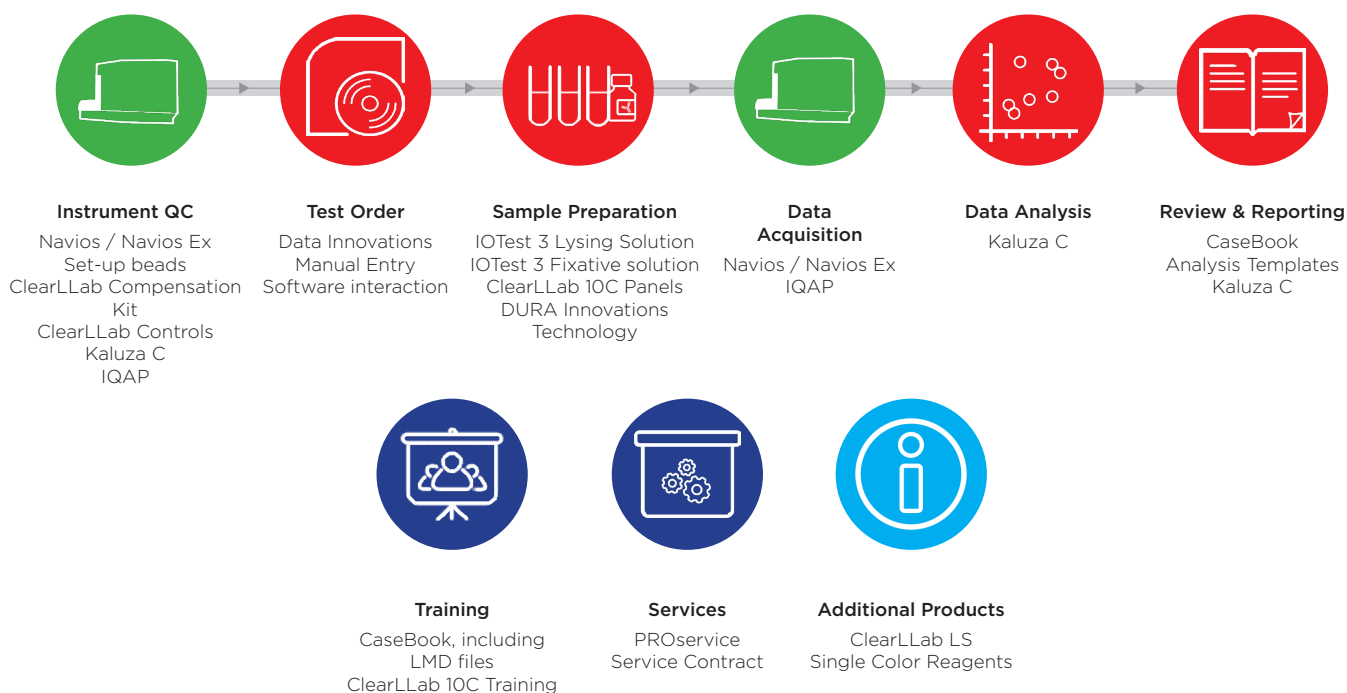 Instrument QC
Navios / Navios Ex
Set-up beads
ClearLLab Compensation
Kit
ClearLLab Controls
Kaluza C
IQAP
Test Order
Data Innovations
Manual Entry
Software interaction
Sample Preparation
IOTest 3 Lysing Solution
IOTest 3 Fixative solution
ClearLLab 10C Panels
DURA Innovations
Technology
Data
Acquisition
Navios / Navios Ex
IQAP
Data Analysis
Kaluza C
Review & Reporting
CaseBook
Analysis Templates
Kaluza C
Training
CaseBook, including
LMD files
ClearLLab 10C Training
Services
PROservice
Service Contract
Additional Products
ClearLLab LS
Single Color Reagents